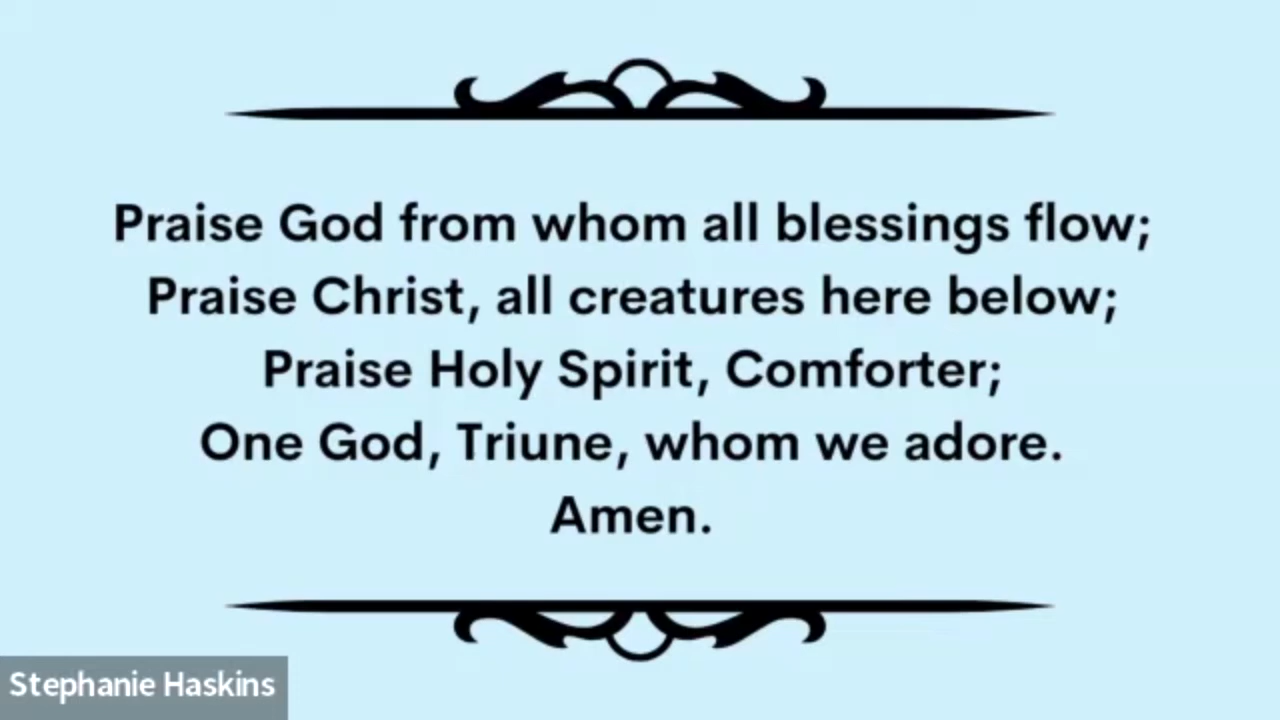 Praise God from whom all blessings flow;
Praise Christ, all creatures here below;
Praise Holy Spirit, Comforter;
One God, Triune, whom we adore.
Amen.
Stephanie Haskins